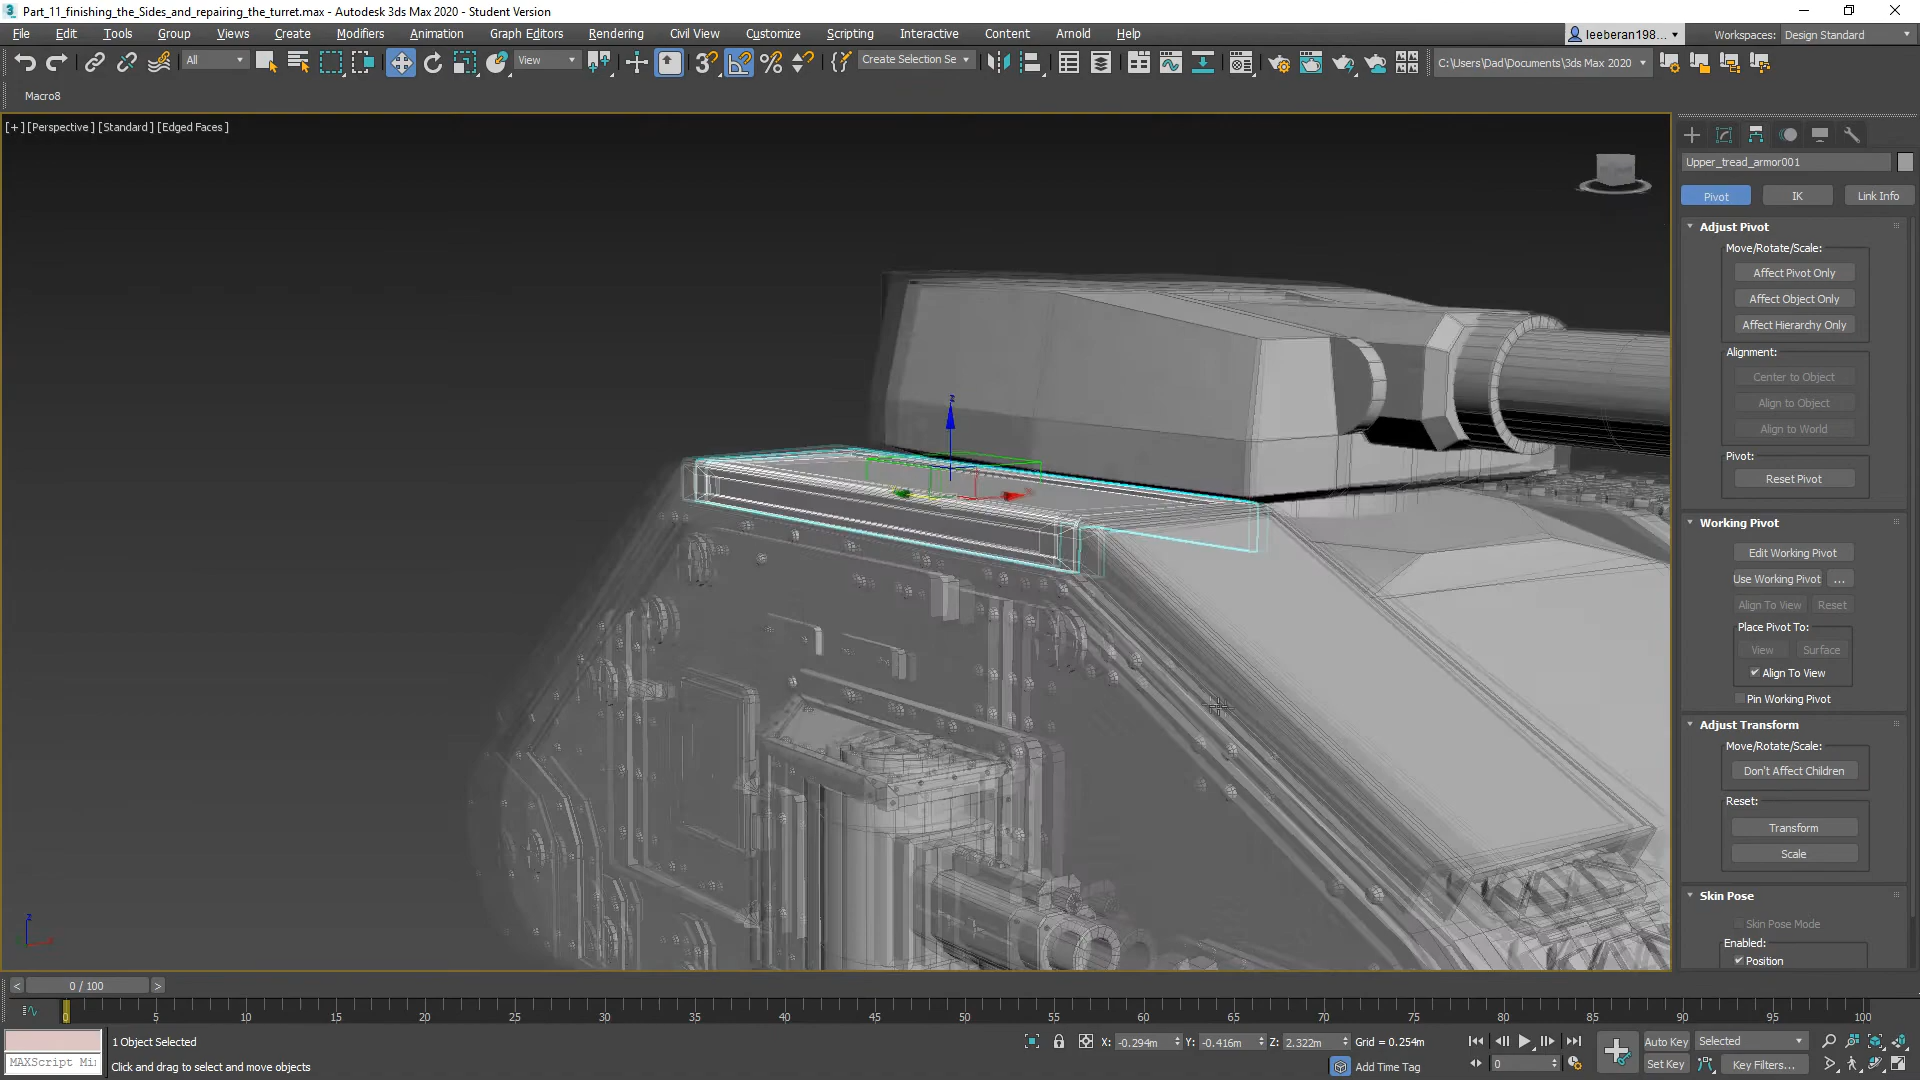 Part_11_finishing_the_Sides_and_repairing_the_turret.max - Autodesk 3ds Max 2020 - Student Version
File Edit Tools Group Views Create Modifiers Animation Graph Editors Rendering Civil View Customize Scripting Interactive Content Arnold Help
leeberan198... Workspaces: Design Standard
All View Create Selection Se C:\Users\Dad\Documents\3ds Max 2020
Macro8
[+] [Perspective ] [Standard ] [Edged Faces ]
Upper_tread_armor001
Pivot IK Link Info
Adjust Pivot
Move/Rotate/Scale:
Affect Pivot Only
Affect Object Only
Affect Hierarchy Only
Alignment:
Center to Object
Align to Object
Align to World
Pivot:
Reset Pivot
Working Pivot
Edit Working Pivot
Use Working Pivot ...
Align To View Reset
Place Pivot To:
View Surface
Align To View
Pin Working Pivot
Adjust Transform
Move/Rotate/Scale:
Don't Affect Children
Reset:
Transform
Scale
Skin Pose
Skin Pose Mode
Enabled:
Position
z
z
< 0 / 100 >
0 5 10 15 20 25 30 35 40 45 50 55 60 65 70 75 80 85 90 95 100
1 Object Selected X: -0.294m Y: -0.416m Z: 2.322m Grid = 0.254m Auto Key Selected
MAXScript Mi Click and drag to select and move objects Add Time Tag 0 Set Key Key Filters...